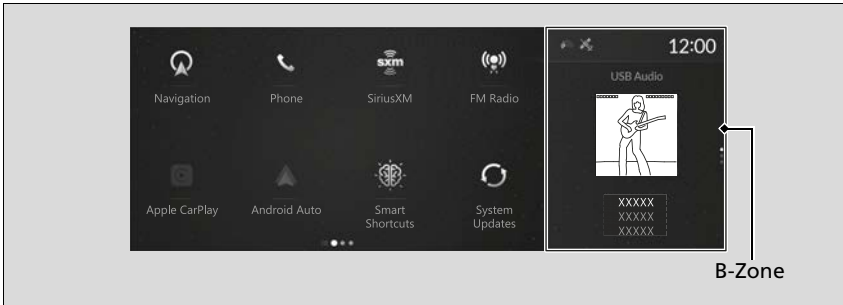 12:00
USB Audio
sxm
Navigation Phone SiriusXM FM Radio
XXXXX
XXXXX
XXXXX
Apple CarPlay Android Auto Smart Shortcuts System Updates
B-Zone